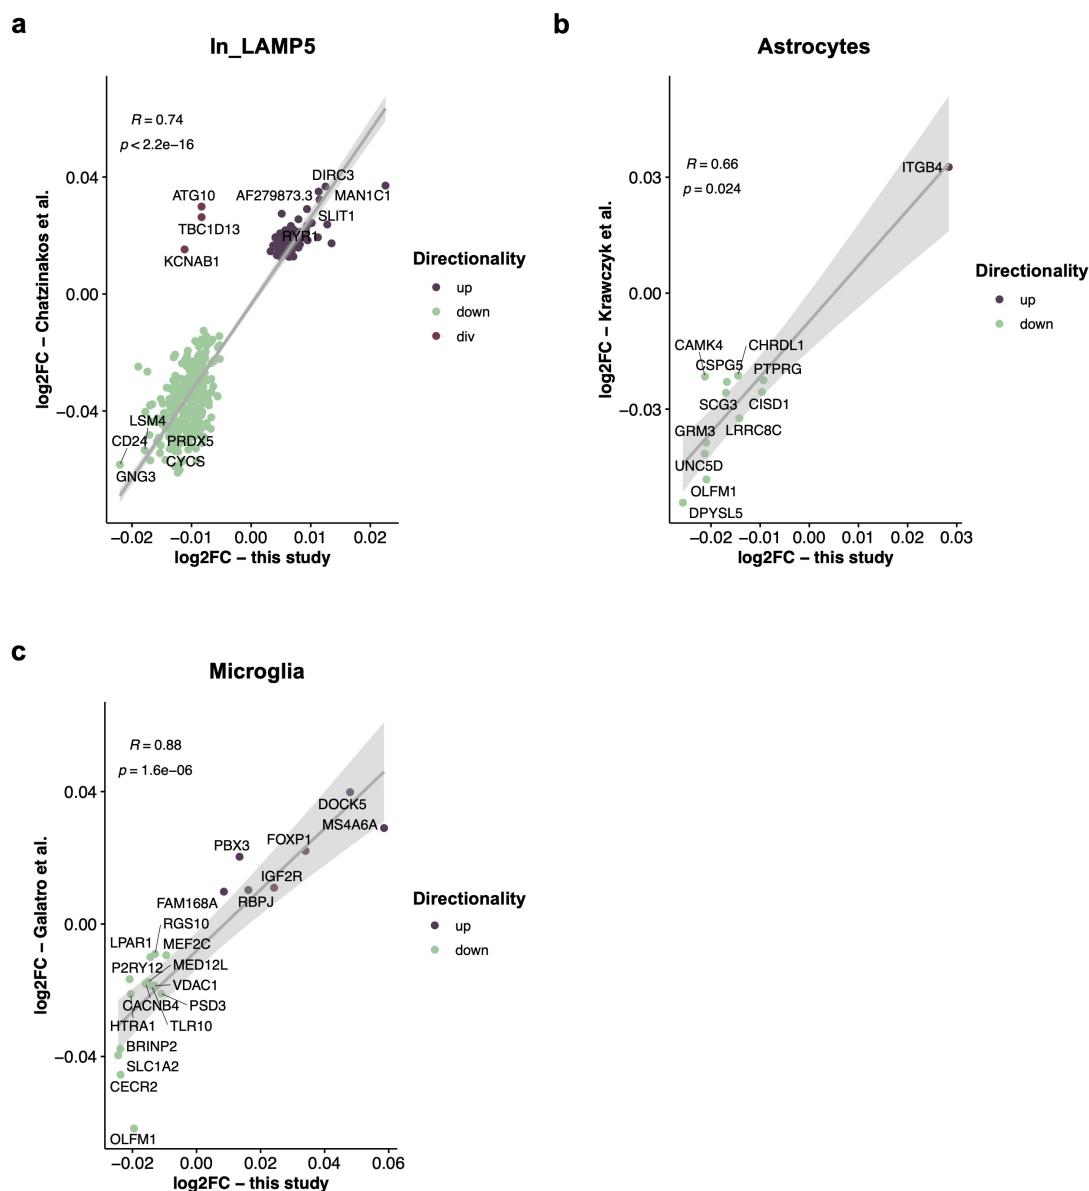 a
In_LAMP5
R = 0.74
p < 2.2e−16
0.04
0.00
−0.04
−0.02
−0.01
0.00
0.01
0.02
log2FC − Chatzinakos et al.
log2FC − this study
DIRC3
ATG10
AF279873.3
MAN1C1
TBC1D13
SLIT1
RYR1
KCNAB1
LSM4
CD24
PRDX5
CYCS
GNG3
Directionality
up
down
div
b
Astrocytes
R = 0.66
p = 0.024
0.03
0.00
−0.03
−0.02
−0.01
0.00
0.01
0.02
0.03
log2FC − Krawczyk et al.
log2FC − this study
ITGB4
CAMK4
CHRDL1
CSPG5
PTPRG
SCG3
CISD1
GRM3
LRRC8C
UNC5D
OLFM1
DPYSL5
Directionality
up
down
c
Microglia
R = 0.88
p = 1.6e−06
0.04
0.00
−0.04
−0.02
0.00
0.02
0.04
0.06
log2FC − Galatro et al.
log2FC − this study
DOCK5
MS4A6A
FOXP1
PBX3
IGF2R
FAM168A
RBPJ
RGS10
LPAR1
MEF2C
P2RY12
MED12L
VDAC1
CACNB4
PSD3
HTRA1
TLR10
BRINP2
SLC1A2
CECR2
OLFM1
Directionality
up
down